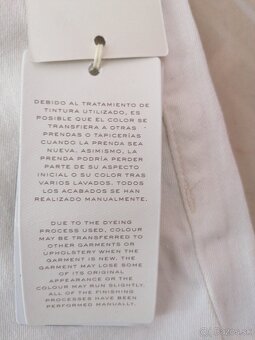 DEBIDO AL TRATAMIENTO DE
TINTURA UTILIZADO, ES
POSIBLE QUE EL COLOR SE
TRANSFIERA A OTRAS
PRENDAS O TAPICERÍAS
CUANDO LA PRENDA SEA
NUEVA. ASIMISMO, LA
PRENDA PODRÍA PERDER
PARTE DE SU ASPECTO
INICIAL O SU COLOR TRAS
VARIOS LAVADOS. TODOS
LOS ACABADOS SE HAN
REALIZADO MANUALMENTE.
DUE TO THE DYEING
PROCESS USED, COLOUR
MAY BE TRANSFERRED TO
OTHER GARMENTS OR
UPHOLSTERY WHEN THE
GARMENT IS NEW. THE
GARMENT MAY LOSE SOME
OF ITS ORIGINAL
APPEARANCE OR THE
COLOUR MAY RUN SLIGHTLY.
ALL OF THE FINISHING
PROCESSES HAVE BEEN
PERFORMED MANUALLY.
bazos.sk